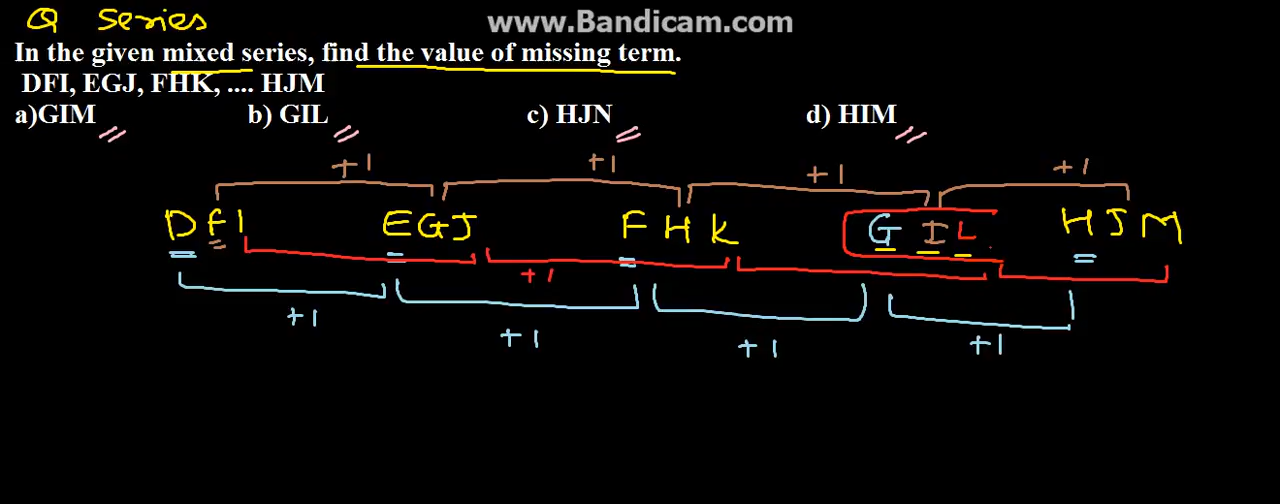 Q Series
www.Bandicam.com
In the given mixed series, find the value of missing term.
DFI, EGJ, FHK, .... HJM
a)GIM b) GIL c) HJN d) HIM
+1 +1 +1 +1
DfI EGJ FHK GIL HJM
+1
+1 +1 +1 +1